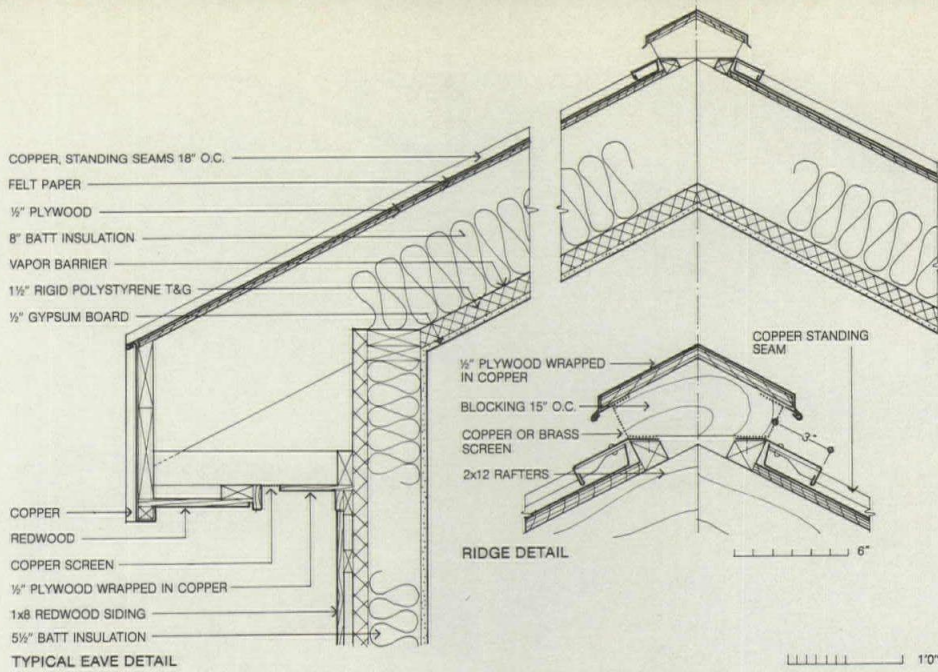 COPPER, STANDING SEAMS 18" O.C.
FELT PAPER
½" PLYWOOD
8" BATT INSULATION
VAPOR BARRIER
1½" RIGID POLYSTYRENE T&G
½" GYPSUM BOARD
COPPER
REDWOOD
COPPER SCREEN
½" PLYWOOD WRAPPED IN COPPER
1x8 REDWOOD SIDING
5½" BATT INSULATION
TYPICAL EAVE DETAIL
COPPER STANDING
SEAM
½" PLYWOOD WRAPPED
IN COPPER
BLOCKING 15" O.C.
COPPER OR BRASS
SCREEN
2x12 RAFTERS
3"
RIDGE DETAIL
6"
1'0"